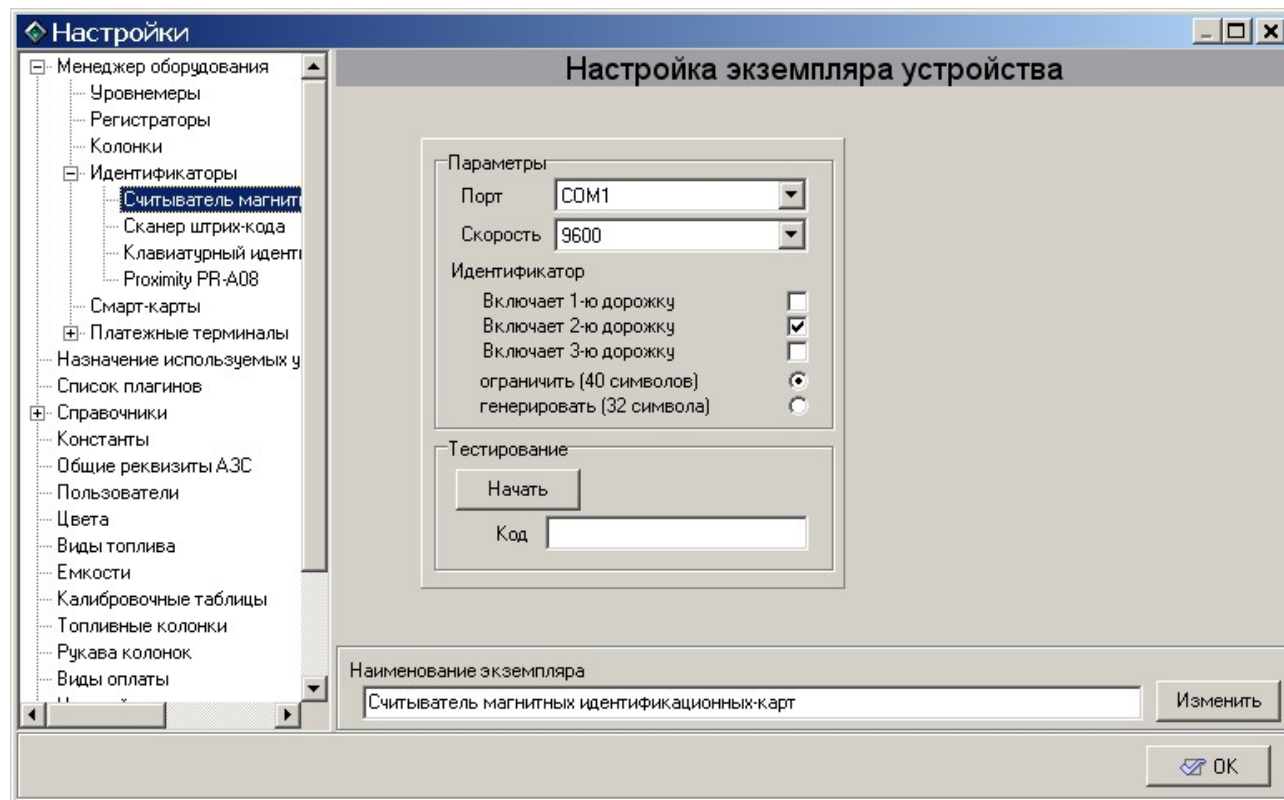 Настройки
Менеджер оборудования
Уровнемеры
Регистраторы
Колонки
Идентификаторы
Считыватель магнит
Сканер штрих-кода
Клавиатурный иденти
Proximity PR-A08
Смарт-карты
Платежные терминалы
Назначение используемых у
Список плагинов
Справочники
Константы
Общие реквизиты АЗС
Пользователи
Цвета
Виды топлива
Емкости
Калибровочные таблицы
Топливные колонки
Рукава колонок
Виды оплаты
Настройка экземпляра устройства
Параметры
Порт COM1
Скорость 9600
Идентификатор
Включает 1-ю дорожку
Включает 2-ю дорожку
Включает 3-ю дорожку
ограничить (40 символов)
генерировать (32 символа)
Тестирование
Начать
Код
Наименование экземпляра
Считыватель магнитных идентификационных-карт
Изменить
OK